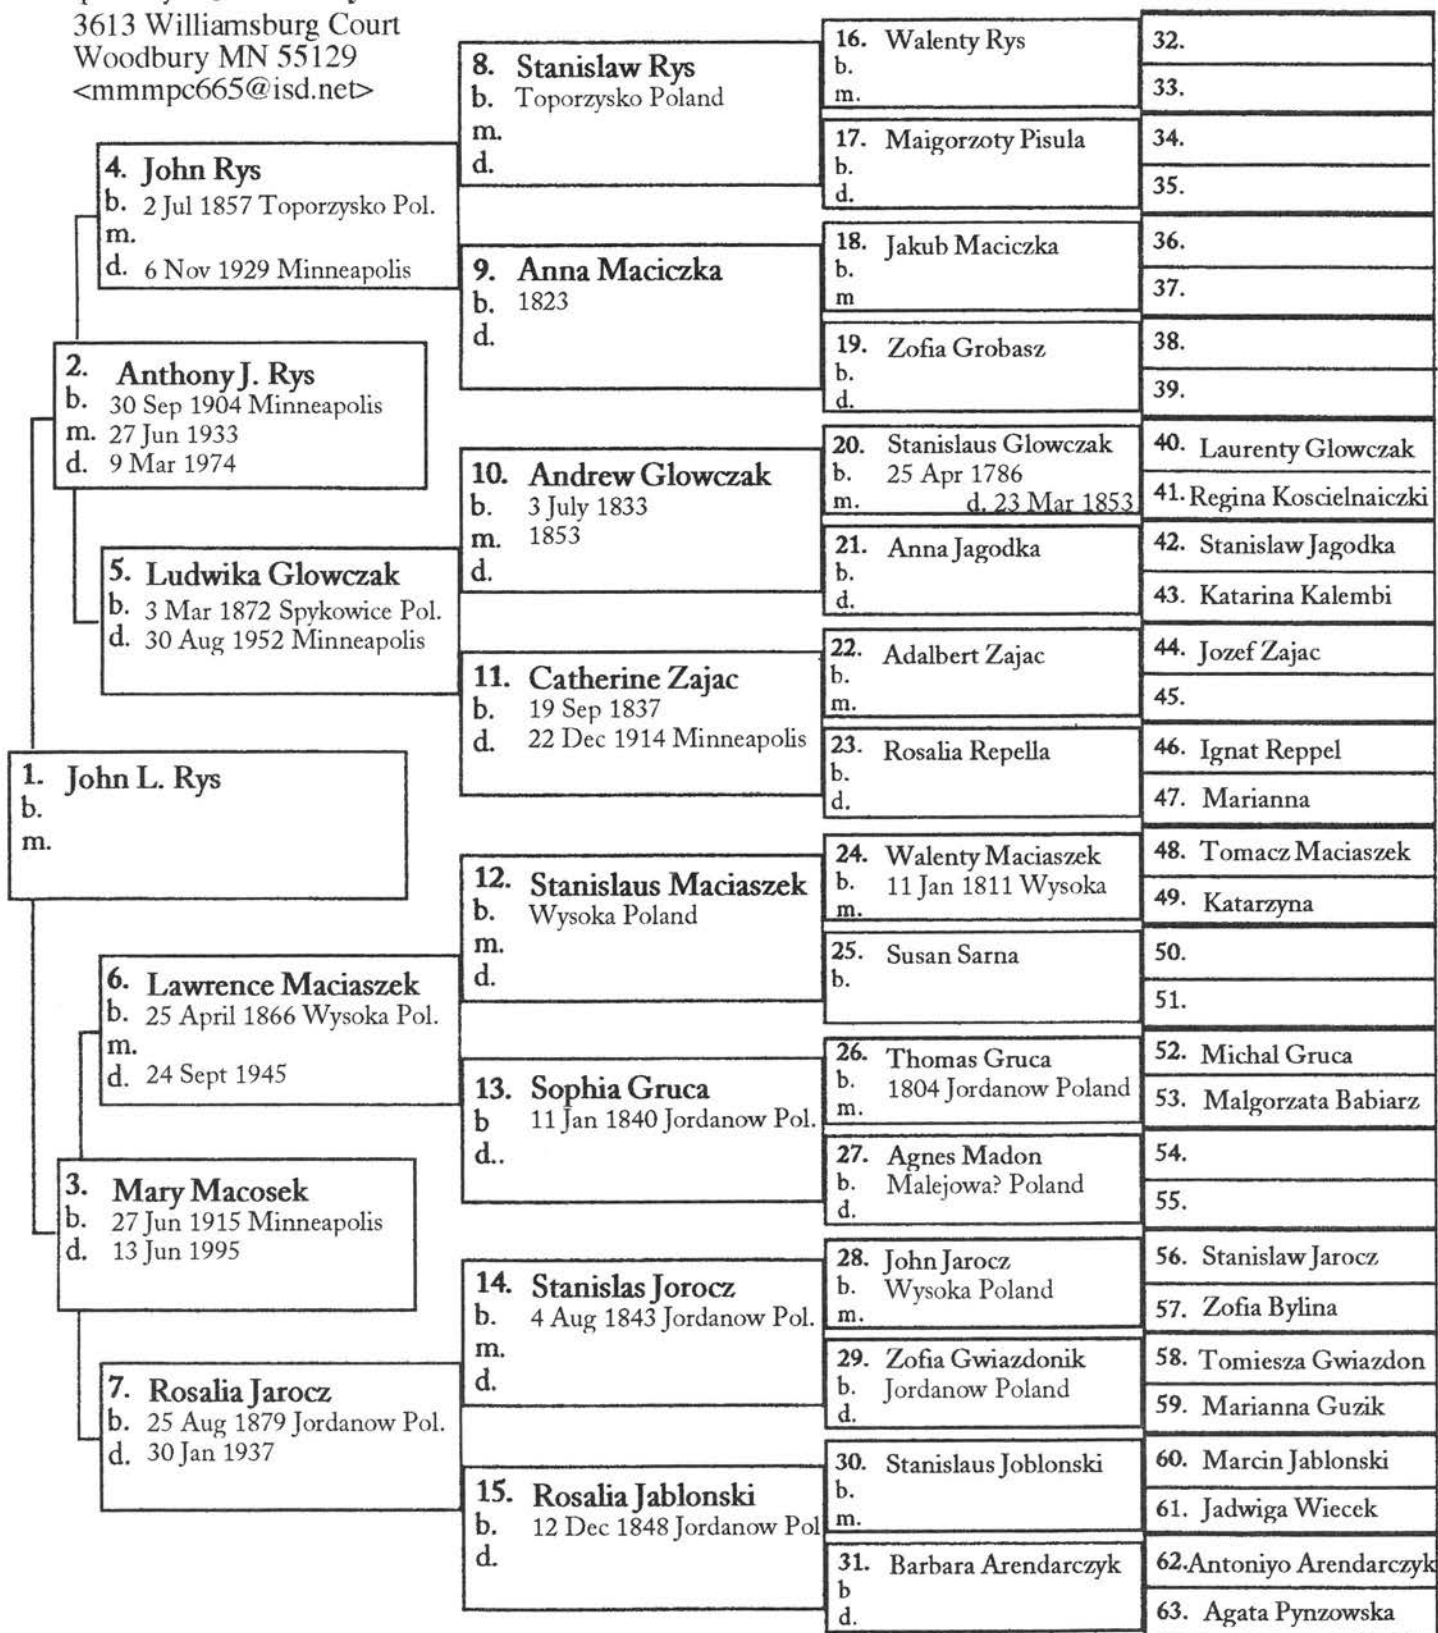 3613 Williamsburg Court
Woodbury MN 55129
<mmmpc665@isd.net>
1. John L. Rys
b.
m.
2. Anthony J. Rys
b. 30 Sep 1904 Minneapolis
m. 27 Jun 1933
d. 9 Mar 1974
3. Mary Macosek
b. 27 Jun 1915 Minneapolis
d. 13 Jun 1995
4. John Rys
b. 2 Jul 1857 Toporzysko Pol.
m.
d. 6 Nov 1929 Minneapolis
5. Ludwika Glowczak
b. 3 Mar 1872 Spykowice Pol.
d. 30 Aug 1952 Minneapolis
6. Lawrence Maciaszek
b. 25 April 1866 Wysoka Pol.
m.
d. 24 Sept 1945
7. Rosalia Jarocz
b. 25 Aug 1879 Jordanow Pol.
d. 30 Jan 1937
8. Stanislaw Rys
b. Toporzysko Poland
m.
d.
9. Anna Maciczka
b. 1823
d.
10. Andrew Glowczak
b. 3 July 1833
m. 1853
d.
11. Catherine Zajac
b. 19 Sep 1837
d. 22 Dec 1914 Minneapolis
12. Stanislaus Maciaszek
b. Wysoka Poland
m.
d.
13. Sophia Gruca
b 11 Jan 1840 Jordanow Pol.
d..
14. Stanislas Jorocz
b. 4 Aug 1843 Jordanow Pol.
m.
d.
15. Rosalia Jablonski
b. 12 Dec 1848 Jordanow Pol
d.
16. Walenty Rys
b.
m.
17. Maigorzoty Pisula
b.
d.
18. Jakub Maciczka
b.
m
19. Zofia Grobasz
b.
d.
20. Stanislaus Glowczak
b. 25 Apr 1786
m. d. 23 Mar 1853
21. Anna Jagodka
b.
d.
22. Adalbert Zajac
b.
m.
23. Rosalia Repella
b.
d.
24. Walenty Maciaszek
b. 11 Jan 1811 Wysoka
m.
25. Susan Sarna
b.
26. Thomas Gruca
b. 1804 Jordanow Poland
m.
27. Agnes Madon
b. Malejowa? Poland
d.
28. John Jarocz
b. Wysoka Poland
m.
29. Zofia Gwiazdonik
b. Jordanow Poland
d.
30. Stanislaus Joblonski
b.
m.
31. Barbara Arendarczyk
b
d.
32.
33.
34.
35.
36.
37.
38.
39.
40. Laurenty Glowczak
41. Regina Koscielnaiczki
42. Stanislaw Jagodka
43. Katarina Kalembi
44. Jozef Zajac
45.
46. Ignat Reppel
47. Marianna
48. Tomacz Maciaszek
49. Katarzyna
50.
51.
52. Michal Gruca
53. Malgorzata Babiarz
54.
55.
56. Stanislaw Jarocz
57. Zofia Bylina
58. Tomiesza Gwiazdon
59. Marianna Guzik
60. Marcin Jablonski
61. Jadwiga Wiecek
62. Antoniyo Arendarczyk
63. Agata Pynzowska